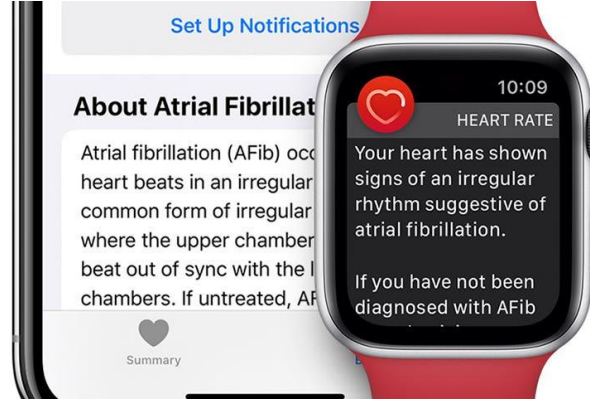 Set Up Notifications
About Atrial Fibrillat
Atrial fibrillation (AFib) occ
heart beats in an irregular
common form of irregular
where the upper chamber
beat out of sync with the l
chambers. If untreated, AF
Summary
10:09
HEART RATE
Your heart has shown
signs of an irregular
rhythm suggestive of
atrial fibrillation.
If you have not been
diagnosed with AFib